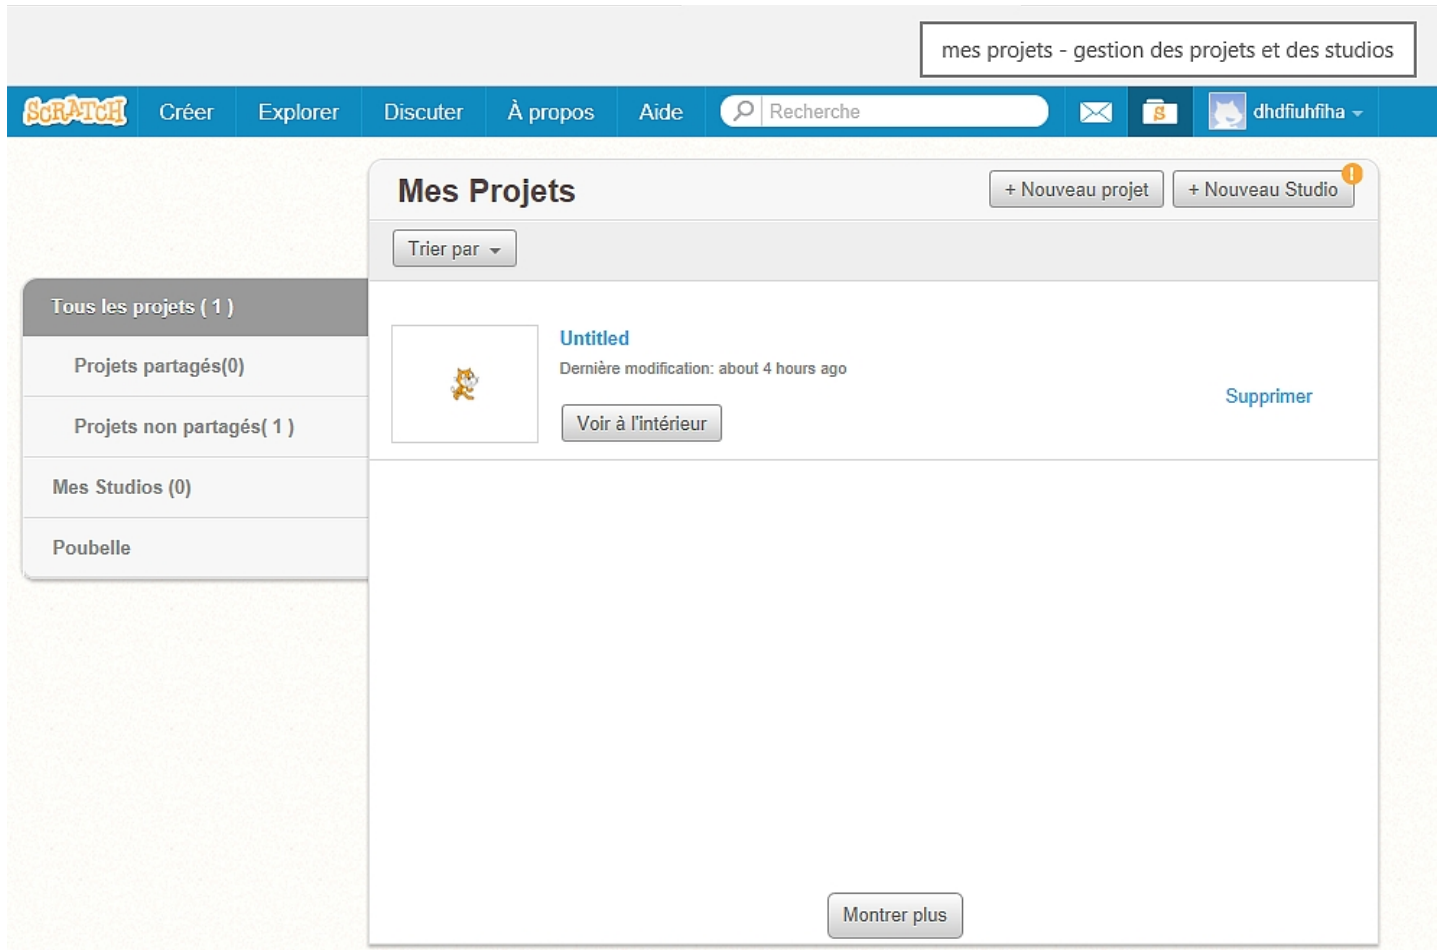 mes projets - gestion des projets et des studios
SCRATCH Créer Explorer Discuter À propos Aide Recherche S dhdfiuhfiha
Mes Projets + Nouveau projet + Nouveau Studio !
Trier par
Tous les projets ( 1 )
Projets partagés(0)
Projets non partagés( 1 )
Mes Studios (0)
Poubelle
Untitled
Dernière modification: about 4 hours ago
Voir à l'intérieur
Supprimer
Montrer plus